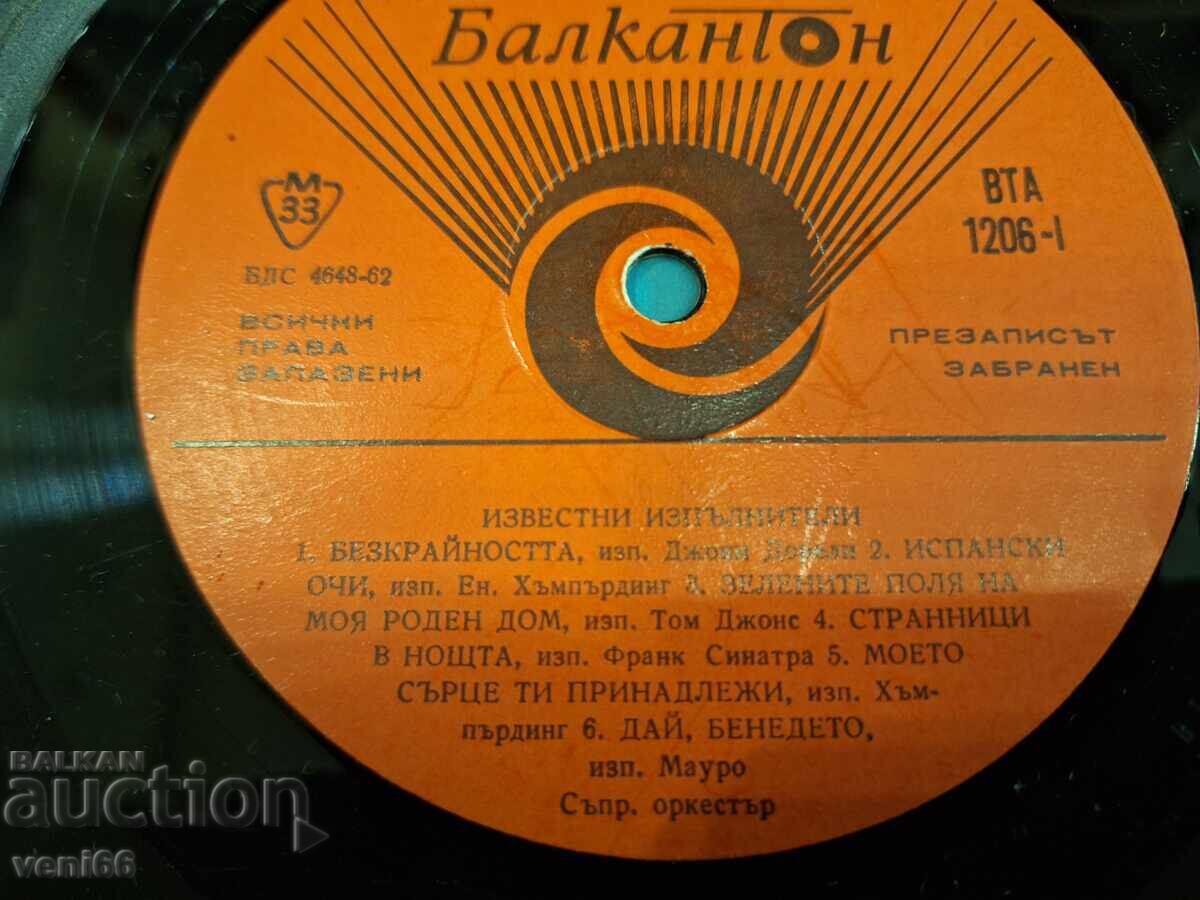 Балкантон
М
33
БДС 4648-62
ВСИЧКИ
ПРАВА
ЗАПАЗЕНИ
ВТА
1206-I
ПРЕЗАПИСЪТ
ЗАБРАНЕН
ИЗВЕСТНИ ИЗПЪЛНИТЕЛИ
1. БЕЗКРАЙНОСТТА, изп. Джони 2. ИСПАНСКИ
ОЧИ, изп. Ен. Хъмпърдинг 3. ЗЕЛЕНИТЕ ПОЛЯ НА
МОЯ РОДЕН ДОМ, изп. Том Джонс 4. СТРАННИЦИ
В НОЩТА, изп. Франк Синатра 5. МОЕТО
СЪРЦЕ ТИ ПРИНАДЛЕЖИ, изп. Хъм-
пърдинг 6. ДАЙ, БЕНЕДЕТО,
изп. Мауро
Съпр. оркестър
BALKAN
auction
veni66